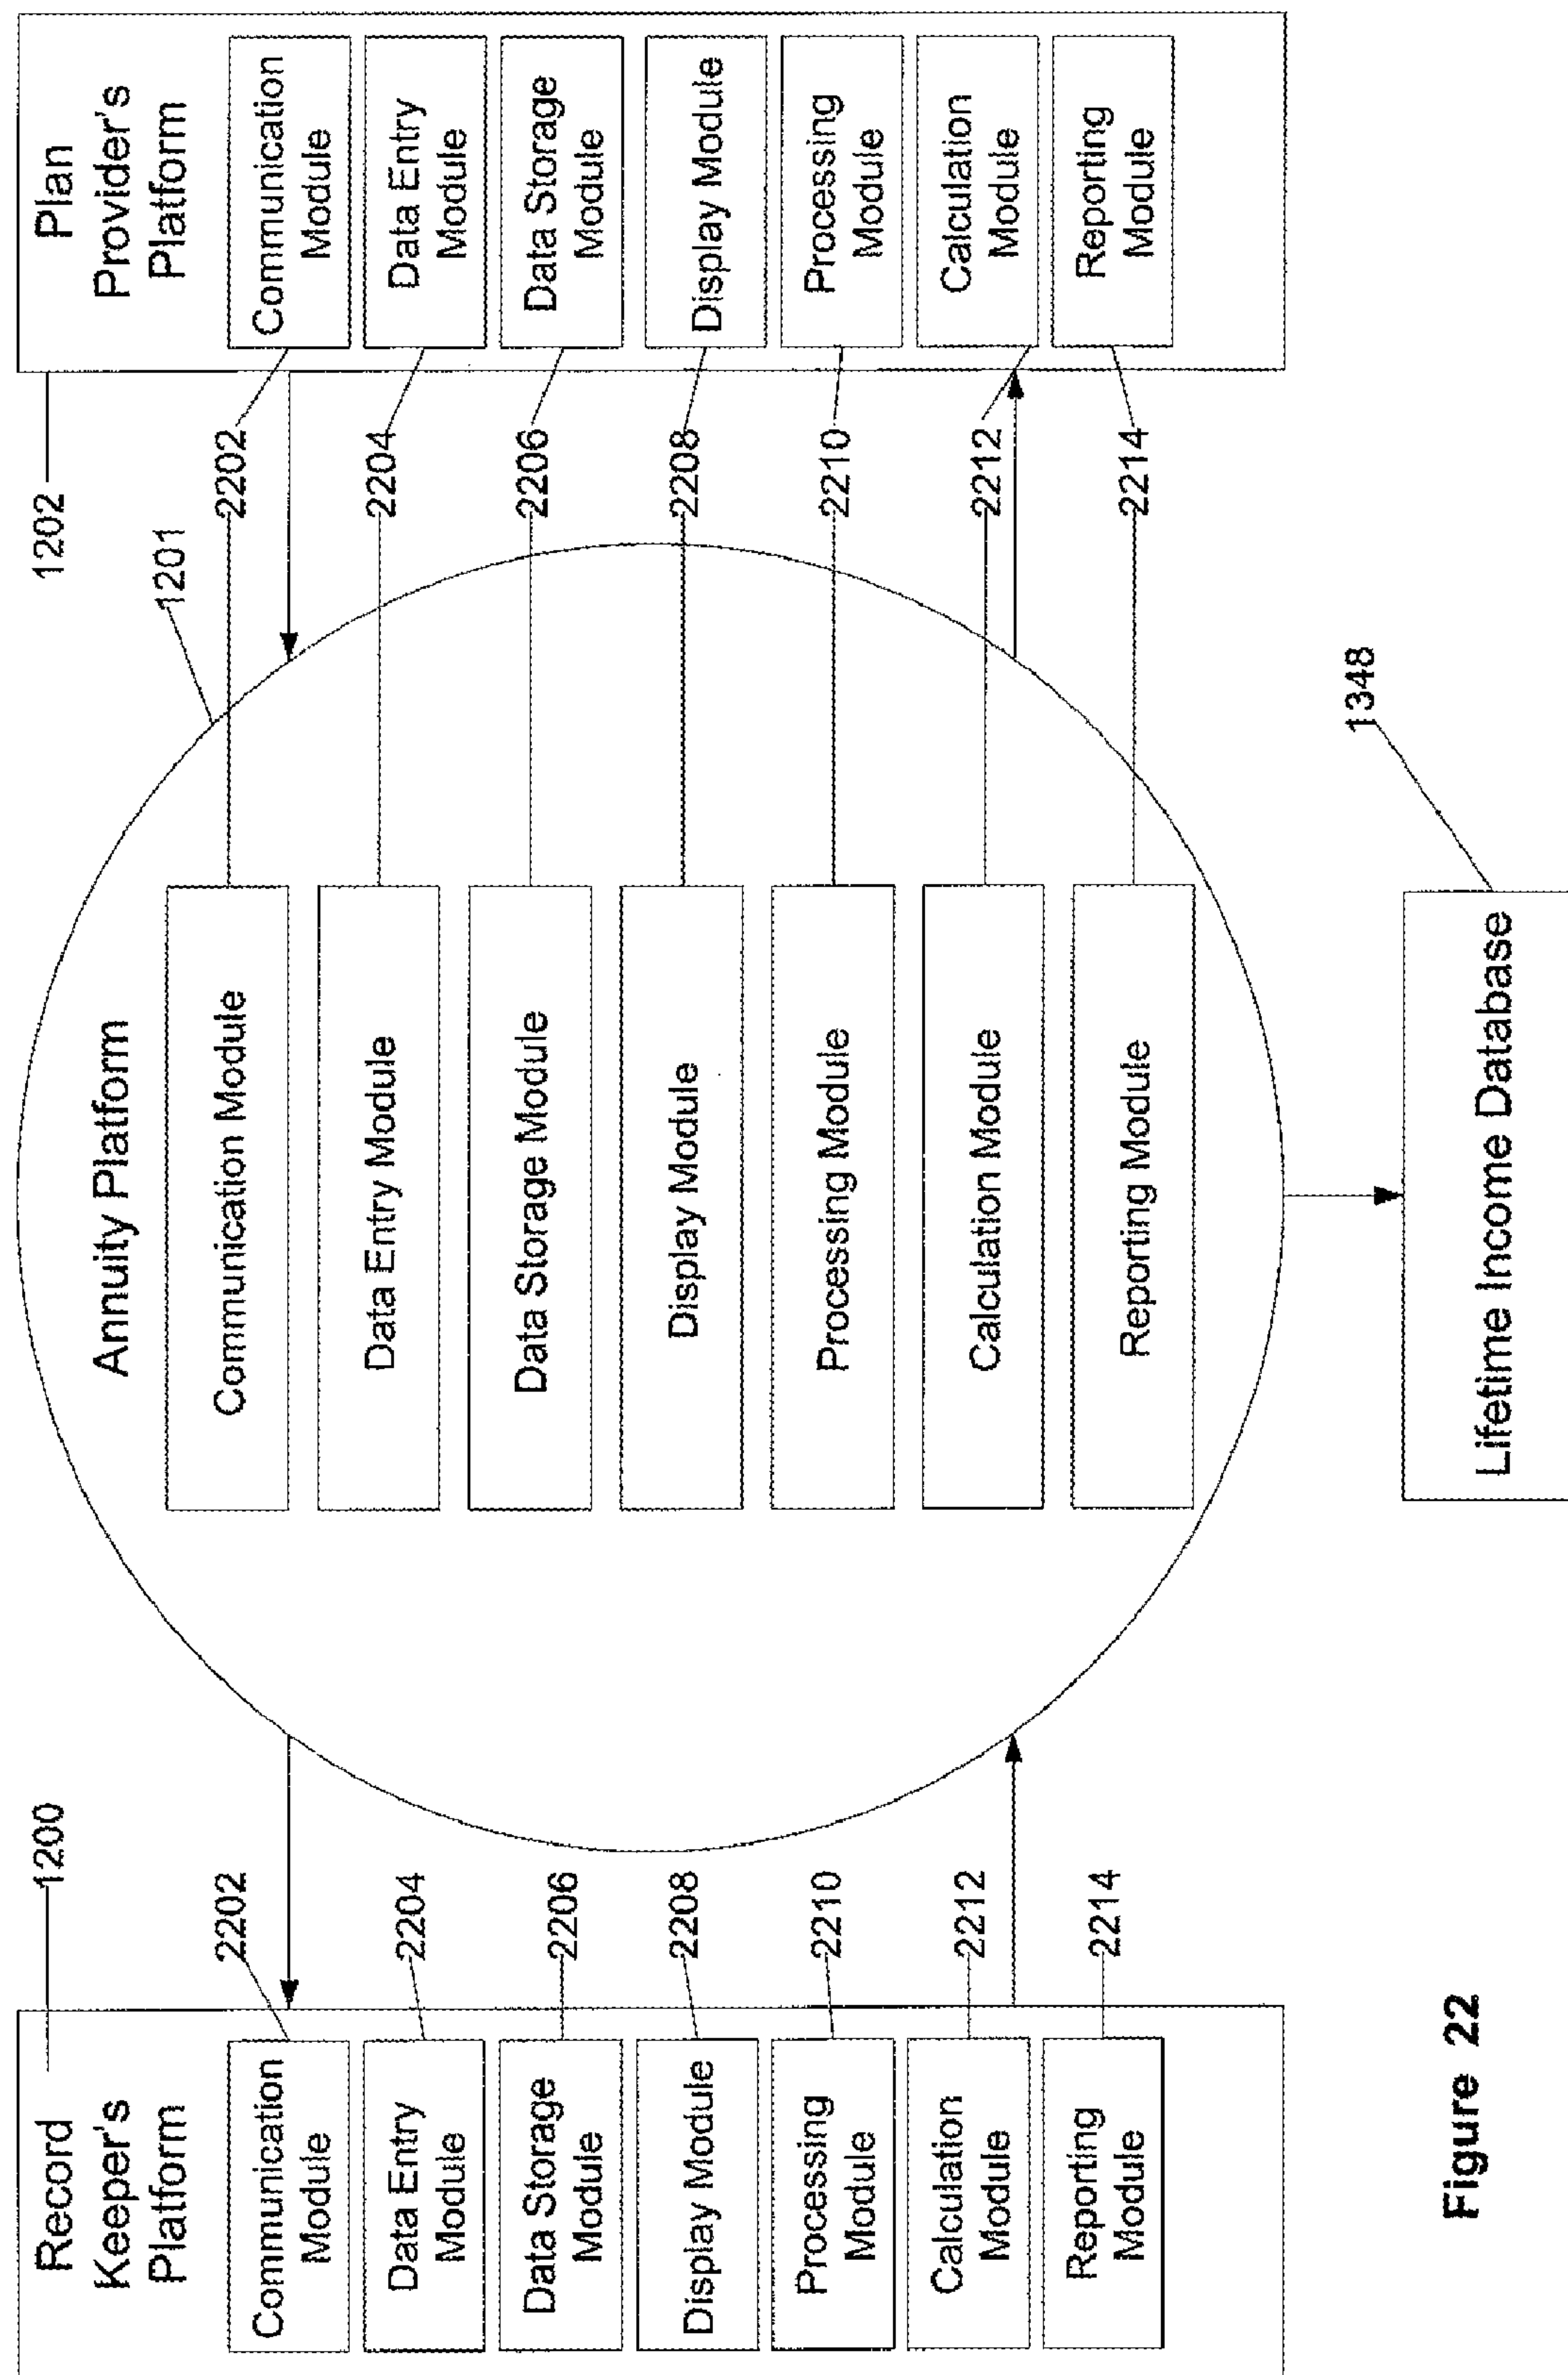 Record
Keeper's
Platform
1200
Communication
Module
2202
Data Entry
Module
2204
Data Storage
Module
2206
Display Module
2208
Processing
Module
2210
Calculation
Module
2212
Reporting
Module
2214
Annuity Platform
1201
Communication Module
2202
Data Entry Module
2204
Data Storage Module
2206
Display Module
2208
Processing Module
2210
Calculation Module
2212
Reporting Module
2214
Plan
Provider's
Platform
1202
Communication
Module
Data Entry
Module
Data Storage
Module
Display Module
Processing
Module
Calculation
Module
Reporting
Module
Lifetime Income Database
1348
Figure 22